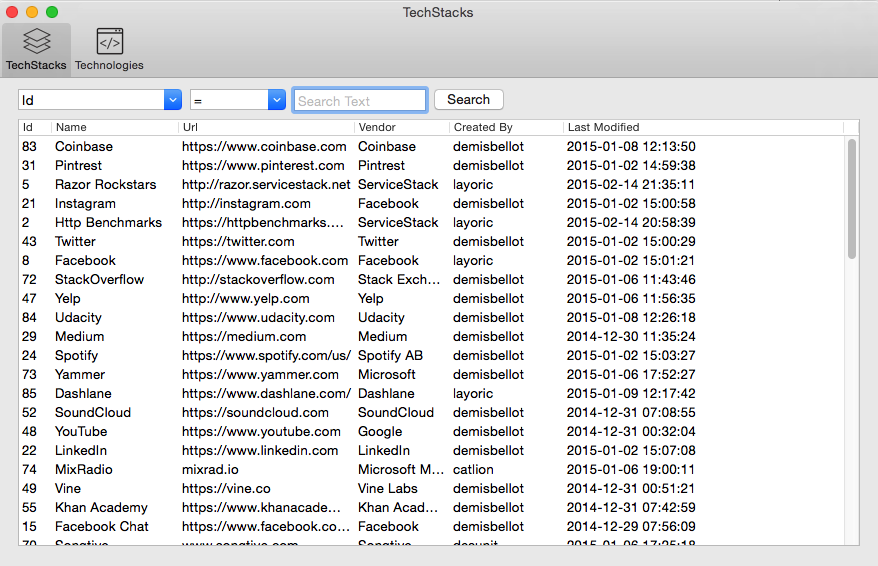 TechStacks
TechStacks Technologies
Id = Search Text Search
Id Name Url Vendor Created By Last Modified
83 Coinbase https://www.coinbase.com Coinbase demisbellot 2015-01-08 12:13:50
31 Pintrest https://www.pinterest.com Pintrest demisbellot 2015-01-02 14:59:38
5 Razor Rockstars http://razor.servicestack.net ServiceStack layoric 2015-02-14 21:35:11
21 Instagram http://instagram.com Facebook demisbellot 2015-01-02 15:00:58
2 Http Benchmarks https://httpbenchmarks.... ServiceStack layoric 2015-02-14 20:58:39
43 Twitter https://twitter.com Twitter demisbellot 2015-01-02 15:00:29
8 Facebook https://www.facebook.com Facebook layoric 2015-01-02 15:01:21
72 StackOverflow http://stackoverflow.com Stack Exch... demisbellot 2015-01-06 11:43:46
47 Yelp http://www.yelp.com Yelp demisbellot 2015-01-06 11:56:35
84 Udacity https://www.udacity.com Udacity demisbellot 2015-01-08 12:26:18
29 Medium https://medium.com Medium demisbellot 2014-12-30 11:35:24
24 Spotify https://www.spotify.com/us/ Spotify AB demisbellot 2015-01-02 15:03:27
73 Yammer https://www.yammer.com Microsoft demisbellot 2015-01-06 17:52:27
85 Dashlane https://www.dashlane.com/ Dashlane layoric 2015-01-09 12:17:42
52 SoundCloud https://soundcloud.com SoundCloud demisbellot 2014-12-31 07:08:55
48 YouTube https://www.youtube.com Google demisbellot 2014-12-31 00:32:04
22 LinkedIn https://www.linkedin.com LinkedIn demisbellot 2015-01-02 15:07:08
74 MixRadio mixrad.io Microsoft M... catlion 2015-01-06 19:00:11
49 Vine https://vine.co Vine Labs demisbellot 2014-12-31 00:51:21
55 Khan Academy https://www.khanacade... Khan Acad... demisbellot 2014-12-31 07:42:59
15 Facebook Chat https://www.facebook.co... Facebook demisbellot 2014-12-29 07:56:09